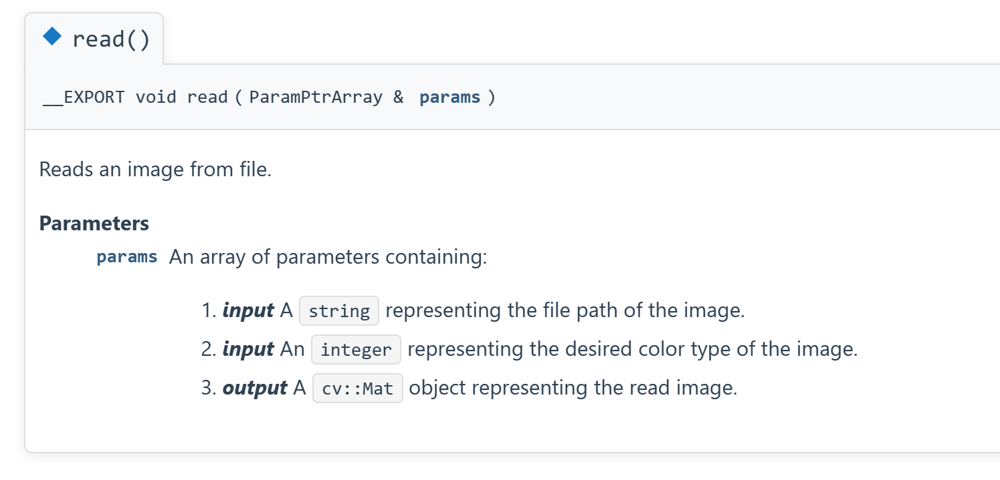 read()
__EXPORT void read ( ParamPtrArray & params )
Reads an image from file.
Parameters
params An array of parameters containing:
1. input A string representing the file path of the image.
2. input An integer representing the desired color type of the image.
3. output A cv::Mat object representing the read image.